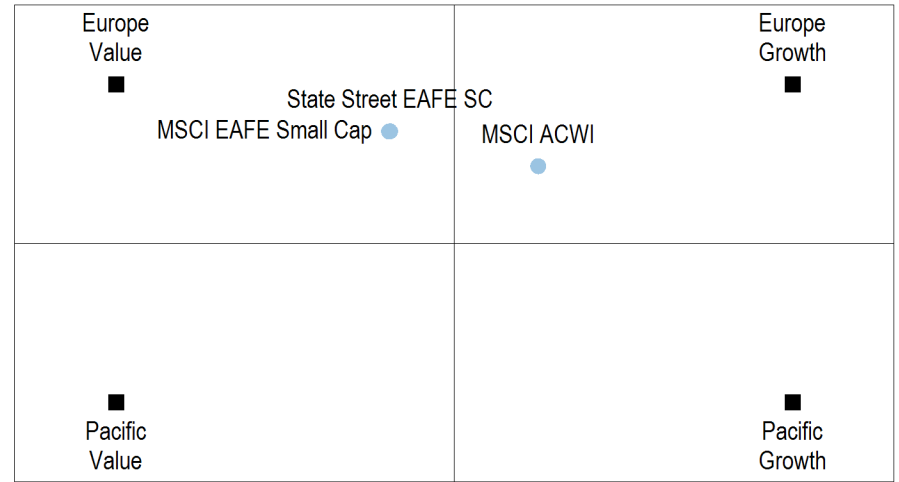 Europe
Value
Europe
Growth
State Street EAFE SC
MSCI EAFE Small Cap
MSCI ACWI
Pacific
Value
Pacific
Growth